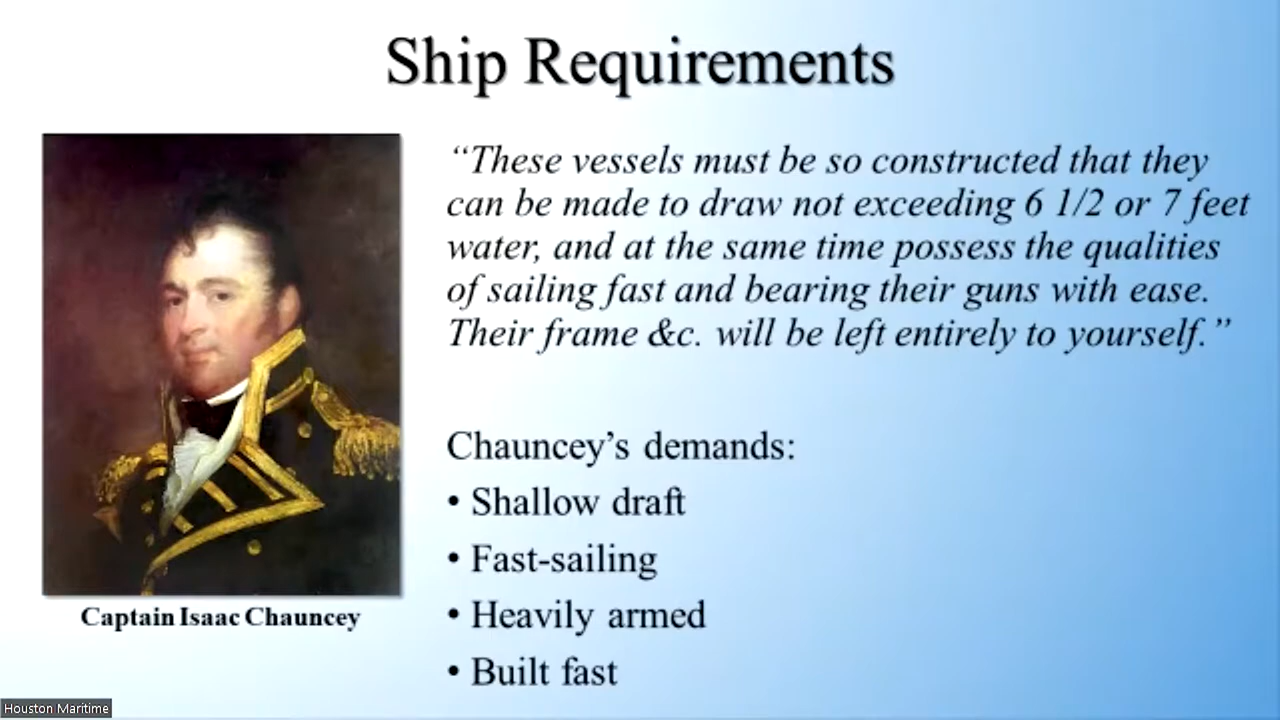 Ship Requirements
“These vessels must be so constructed that they
can be made to draw not exceeding 6 1/2 or 7 feet
water, and at the same time possess the qualities
of sailing fast and bearing their guns with ease.
Their frame &c. will be left entirely to yourself.”
Chauncey’s demands:
• Shallow draft
• Fast-sailing
• Heavily armed
• Built fast
Captain Isaac Chauncey
Houston Maritime